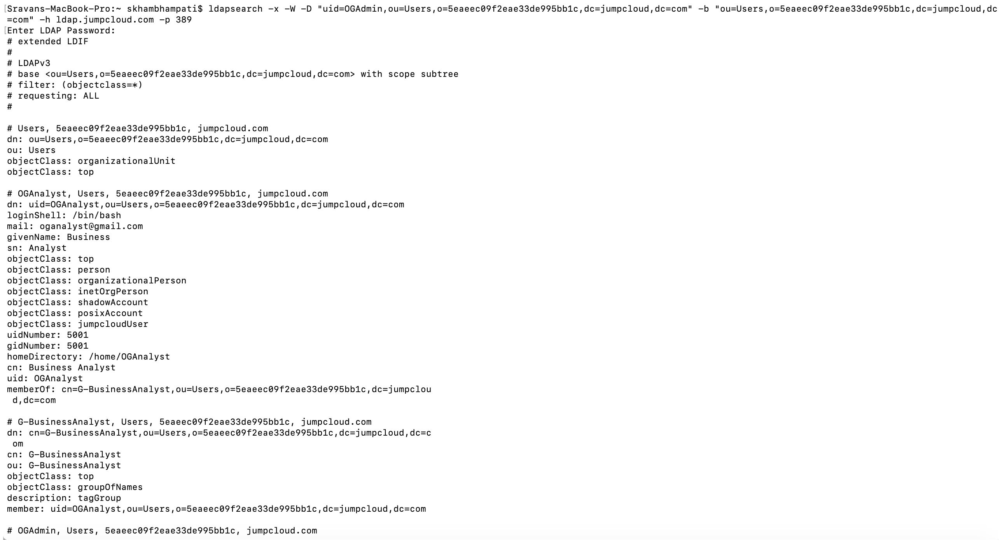 [Sravans-MacBook-Pro:~ skhambhampati$ ldapsearch -x -W -D "uid=OGAdmin,ou=Users,o=5eaeec09f2eae33de995bb1c,dc=jumpcloud,dc=com" -b "ou=Users,o=5eaeec09f2eae33de995bb1c,dc=jumpcloud,dc
=com" -h ldap.jumpcloud.com -p 389
[Enter LDAP Password:
# extended LDIF
#
# LDAPv3
# base <ou=Users,o=5eaeec09f2eae33de995bb1c,dc=jumpcloud,dc=com> with scope subtree
# filter: (objectclass=*)
# requesting: ALL
#

# Users, 5eaeec09f2eae33de995bb1c, jumpcloud.com
dn: ou=Users,o=5eaeec09f2eae33de995bb1c,dc=jumpcloud,dc=com
ou: Users
objectClass: organizationalUnit
objectClass: top

# OGAnalyst, Users, 5eaeec09f2eae33de995bb1c, jumpcloud.com
dn: uid=OGAnalyst,ou=Users,o=5eaeec09f2eae33de995bb1c,dc=jumpcloud,dc=com
loginShell: /bin/bash
mail: oganalyst@gmail.com
givenName: Business
sn: Analyst
objectClass: top
objectClass: person
objectClass: organizationalPerson
objectClass: inetOrgPerson
objectClass: shadowAccount
objectClass: posixAccount
objectClass: jumpcloudUser
uidNumber: 5001
gidNumber: 5001
homeDirectory: /home/OGAnalyst
cn: Business Analyst
uid: OGAnalyst
memberOf: cn=G-BusinessAnalyst,ou=Users,o=5eaeec09f2eae33de995bb1c,dc=jumpclou
 d,dc=com

# G-BusinessAnalyst, Users, 5eaeec09f2eae33de995bb1c, jumpcloud.com
dn: cn=G-BusinessAnalyst,ou=Users,o=5eaeec09f2eae33de995bb1c,dc=jumpcloud,dc=c
 om
cn: G-BusinessAnalyst
ou: G-BusinessAnalyst
objectClass: top
objectClass: groupOfNames
description: tagGroup
member: uid=OGAnalyst,ou=Users,o=5eaeec09f2eae33de995bb1c,dc=jumpcloud,dc=com

# OGAdmin, Users, 5eaeec09f2eae33de995bb1c, jumpcloud.com